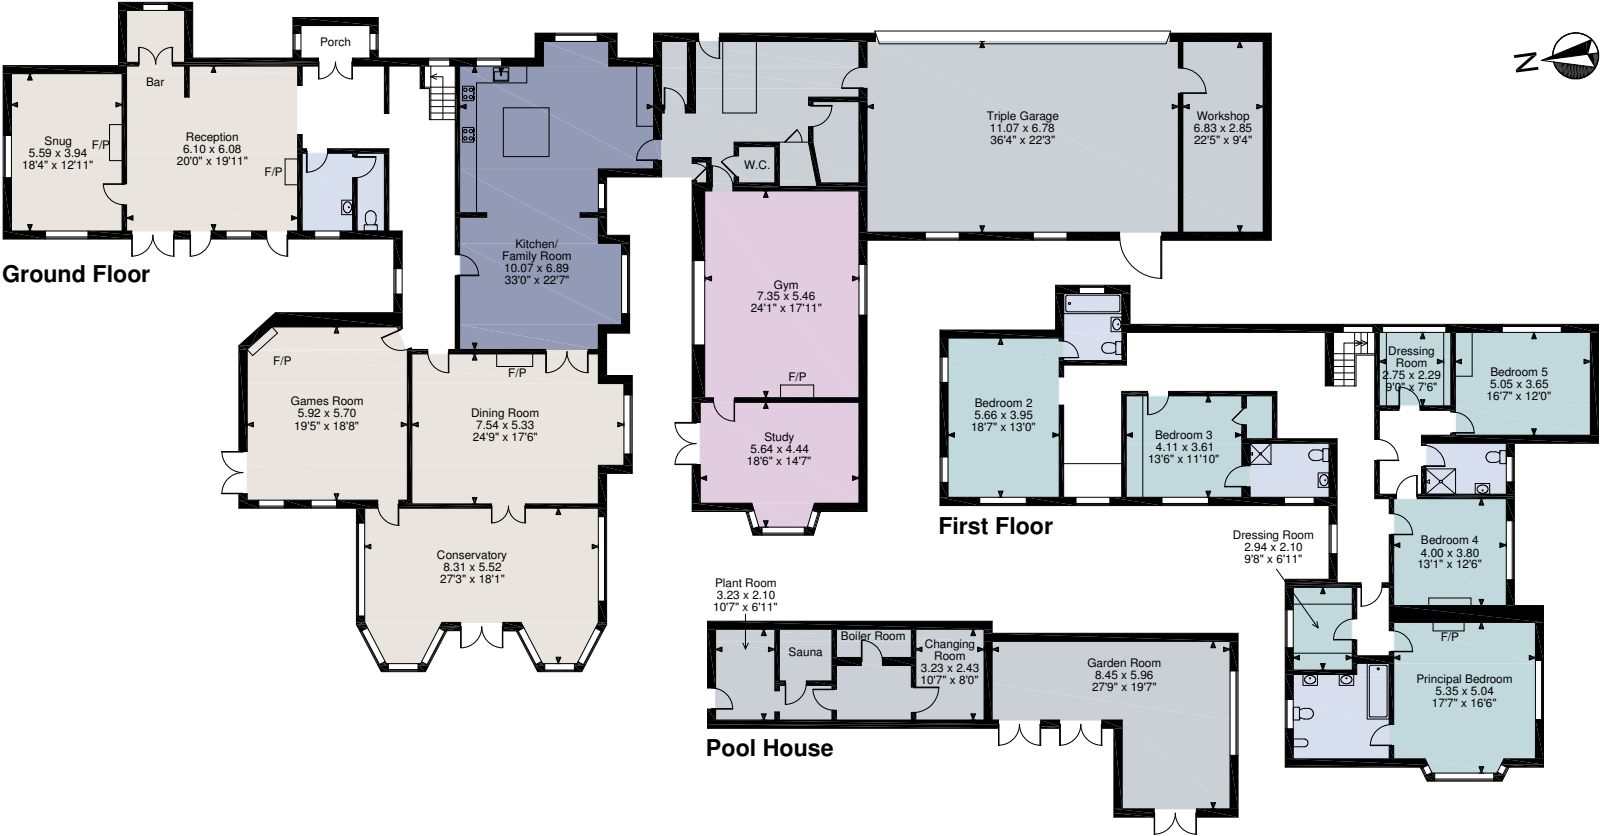 Porch
Bar
Snug
5.59 x 3.94
18'4" x 12'11"
F/P
Reception
6.10 x 6.08
20'0" x 19'11"
F/P
Kitchen/
Family Room
10.07 x 6.89
33'0" x 22'7"
W.C.
Triple Garage
11.07 x 6.78
36'4" x 22'3"
Workshop
6.83 x 2.85
22'5" x 9'4"
N
Ground Floor
Gym
7.35 x 5.46
24'1" x 17'11"
F/P
F/P
Games Room
5.92 x 5.70
19'5" x 18'8"
F/P
Dining Room
7.54 x 5.33
24'9" x 17'6"
Study
5.64 x 4.44
18'6" x 14'7"
Conservatory
8.31 x 5.52
27'3" x 18'1"
Bedroom 2
5.66 x 3.95
18'7" x 13'0"
Bedroom 3
4.11 x 3.61
13'6" x 11'10"
Dressing
Room
2.75 x 2.29
9'0" x 7'6"
Bedroom 5
5.05 x 3.65
16'7" x 12'0"
First Floor
Dressing Room
2.94 x 2.10
9'8" x 6'11"
Bedroom 4
4.00 x 3.80
13'1" x 12'6"
F/P
Principal Bedroom
5.35 x 5.04
17'7" x 16'6"
Plant Room
3.23 x 2.10
10'7" x 6'11"
Sauna
Boiler Room
Changing
Room
3.23 x 2.43
10'7" x 8'0"
Garden Room
8.45 x 5.96
27'9" x 19'7"
Pool House